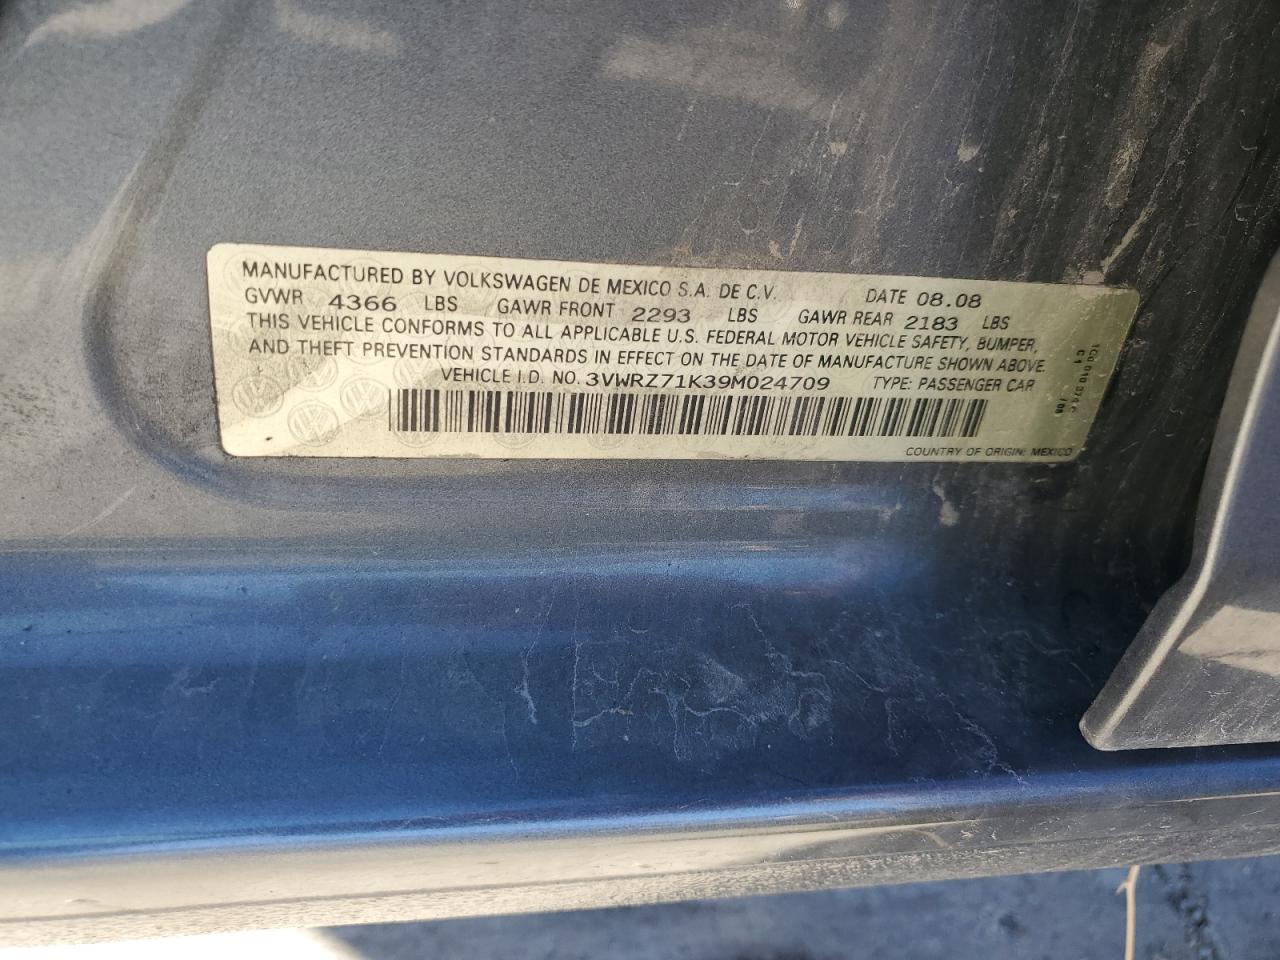 MANUFACTURED BY VOLKSWAGEN DE MEXICO S.A. DE C.V. DATE 08.08
GVWR 4366 LBS GAWR FRONT 2293 LBS GAWR REAR 2183 LBS
THIS VEHICLE CONFORMS TO ALL APPLICABLE U.S. FEDERAL MOTOR VEHICLE SAFETY, BUMPER,
AND THEFT PREVENTION STANDARDS IN EFFECT ON THE DATE OF MANUFACTURE SHOWN ABOVE.
VEHICLE I.D. NO. 3VWRZ71K39M024709 TYPE: PASSENGER CAR
COUNTRY OF ORIGIN: MEXICO